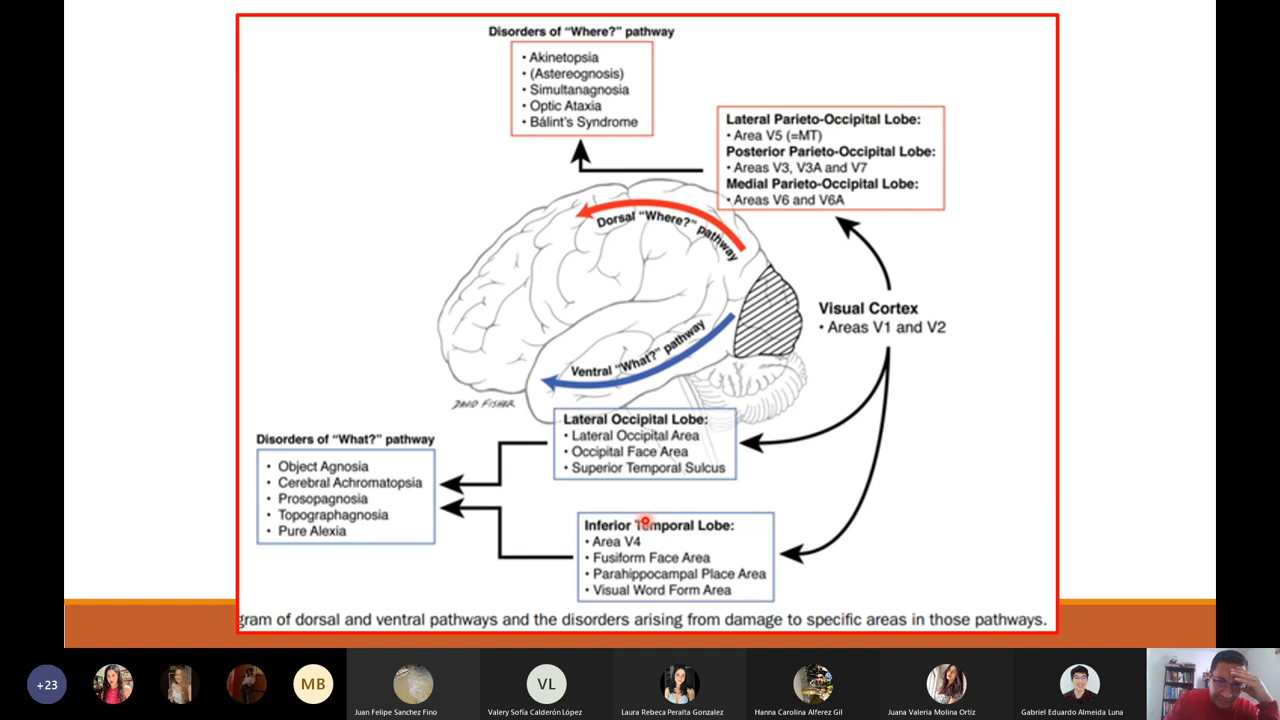 Disorders of “Where?” pathway
• Akinetopsia
• (Astereognosis)
• Simultanagnosia
• Optic Ataxia
• Bálint’s Syndrome
Lateral Parieto-Occipital Lobe:
• Area V5 (=MT)
Posterior Parieto-Occipital Lobe:
• Areas V3, V3A and V7
Medial Parieto-Occipital Lobe:
• Areas V6 and V6A
Dorsal “Where?” pathway
Visual Cortex
• Areas V1 and V2
Ventral “What?” pathway
DAVID FISHER
Lateral Occipital Lobe:
• Lateral Occipital Area
• Occipital Face Area
• Superior Temporal Sulcus
Disorders of “What?” pathway
• Object Agnosia
• Cerebral Achromatopsia
• Prosopagnosia
• Topographagnosia
• Pure Alexia
Inferior Temporal Lobe:
• Area V4
• Fusiform Face Area
• Parahippocampal Place Area
• Visual Word Form Area
gram of dorsal and ventral pathways and the disorders arising from damage to specific areas in those pathways.
+23
MB
VL
Juan Felipe Sanchez Fino
Valery Sofía Calderón López
Laura Rebeca Peralta Gonzalez
Hanna Carolina Alferez Gil
Juana Valeria Molina Ortiz
Gabriel Eduardo Almeida Luna